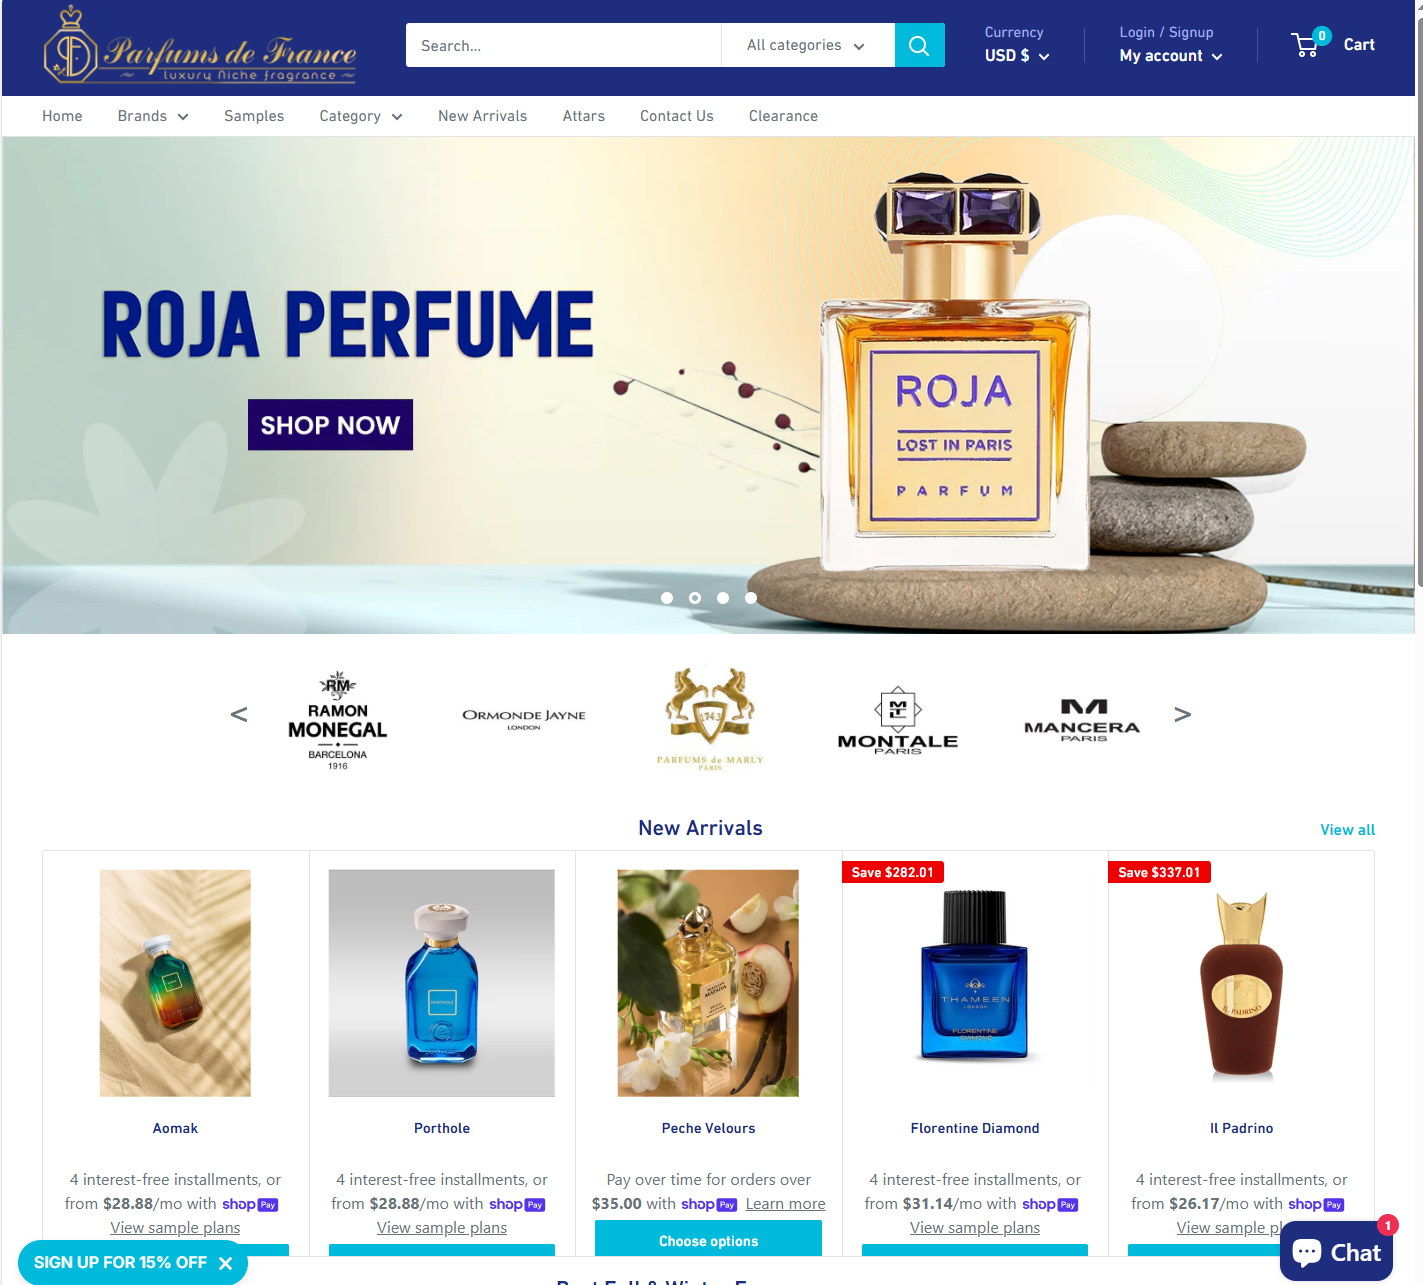 Parfums de France
luxury Niche fragrance
Search...
All categories
Currency
USD $
Login / Signup
My account
0
Cart
Home
Brands
Samples
Category
New Arrivals
Attars
Contact Us
Clearance
ROJA PERFUME
SHOP NOW
ROJA
LOST IN PARIS
PARFUM
<
RM
RAMON
MONEGAL
BARCELONA
1916
ORMONDE JAYNE
LONDON
1743
PARFUMS de MARLY
PARIS
MONTALE
PARIS
M
MANCERA
PARIS
>
New Arrivals
View all
Save $282.01
Save $337.01
PORTHOLE
THAMEEN
LONDON
FLORENTINE
DIAMOND
IL PADRINO
Aomak
Porthole
Peche Velours
Florentine Diamond
Il Padrino
4 interest-free installments, or
from $28.88/mo with shop Pay
View sample plans
4 interest-free installments, or
from $28.88/mo with shop Pay
View sample plans
Pay over time for orders over
$35.00 with shop Pay Learn more
Choose options
4 interest-free installments, or
from $31.14/mo with shop Pay
View sample plans
4 interest-free installments, or
from $26.17/mo with shop Pay
View sample
SIGN UP FOR 15% OFF
Chat
1